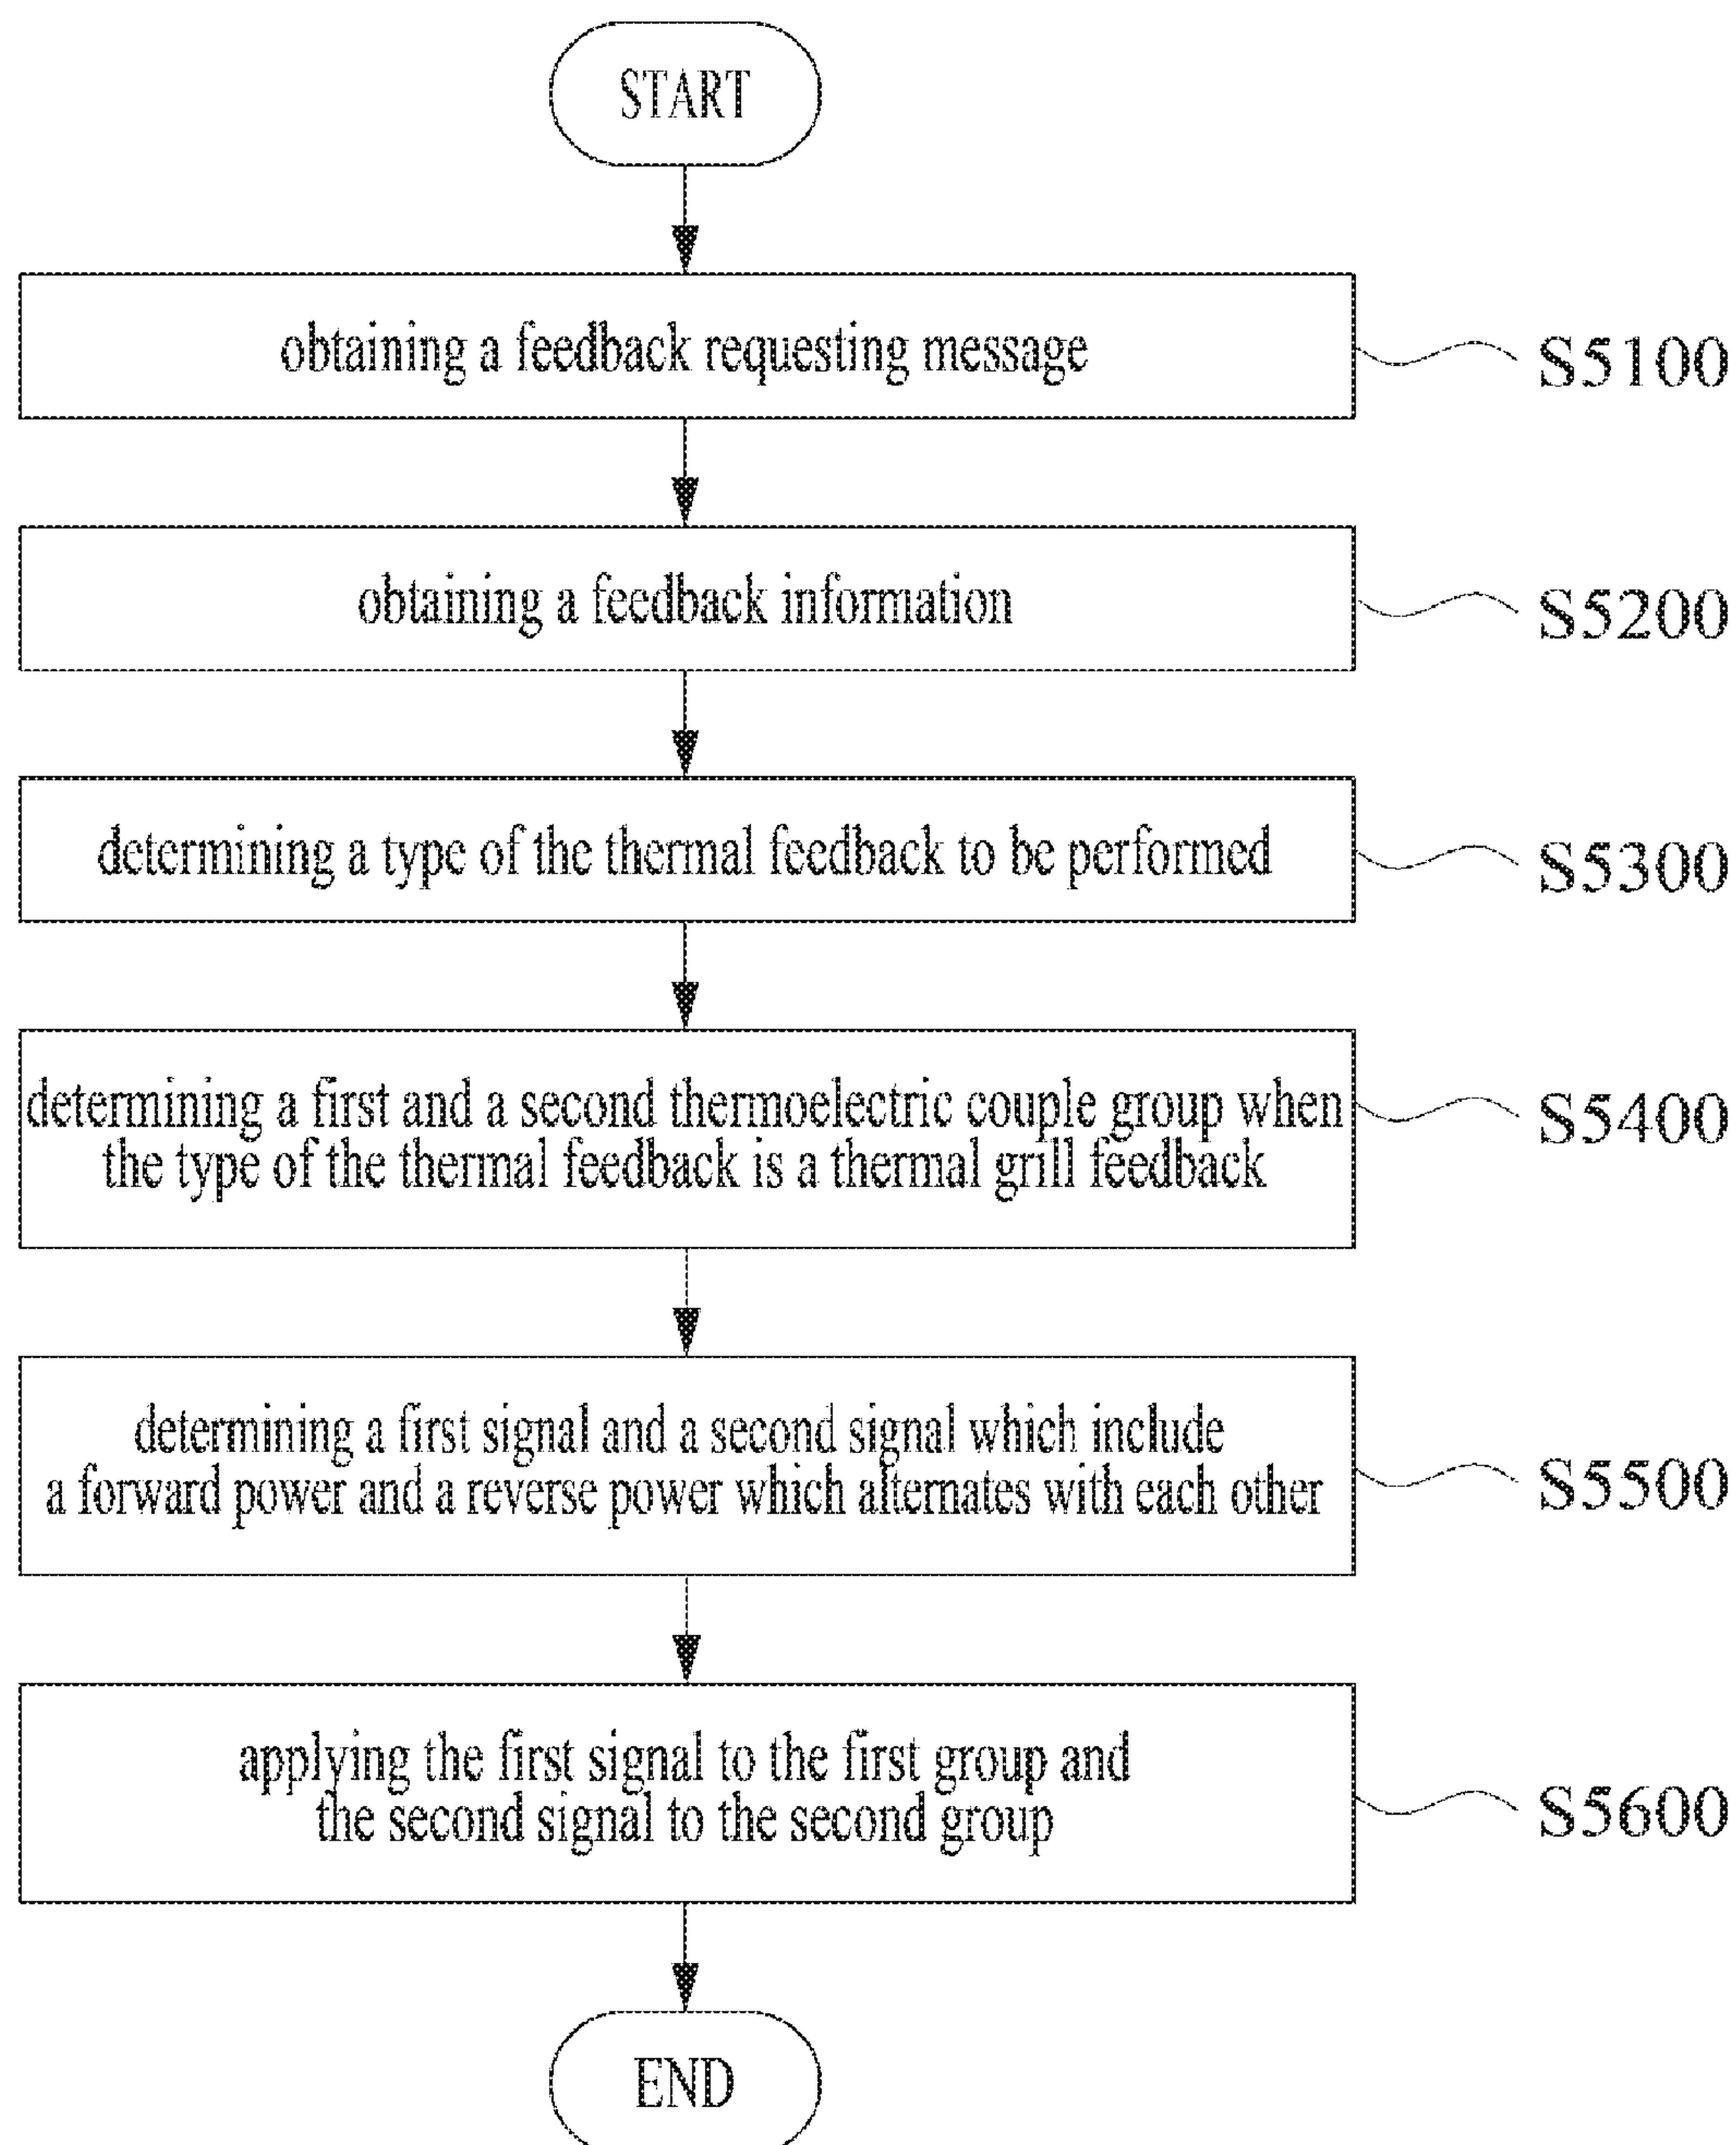 START
obtaining a feedback requesting message
S5100
obtaining a feedback information
S5200
determining a type of the thermal feedback to be performed
S5300
determining a first and a second thermoelectric couple group when
the type of the thermal feedback is a thermal grill feedback
S5400
determining a first signal and a second signal which include
a forward power and a reverse power which alternates with each other
S5500
applying the first signal to the first group and
the second signal to the second group
S5600
END